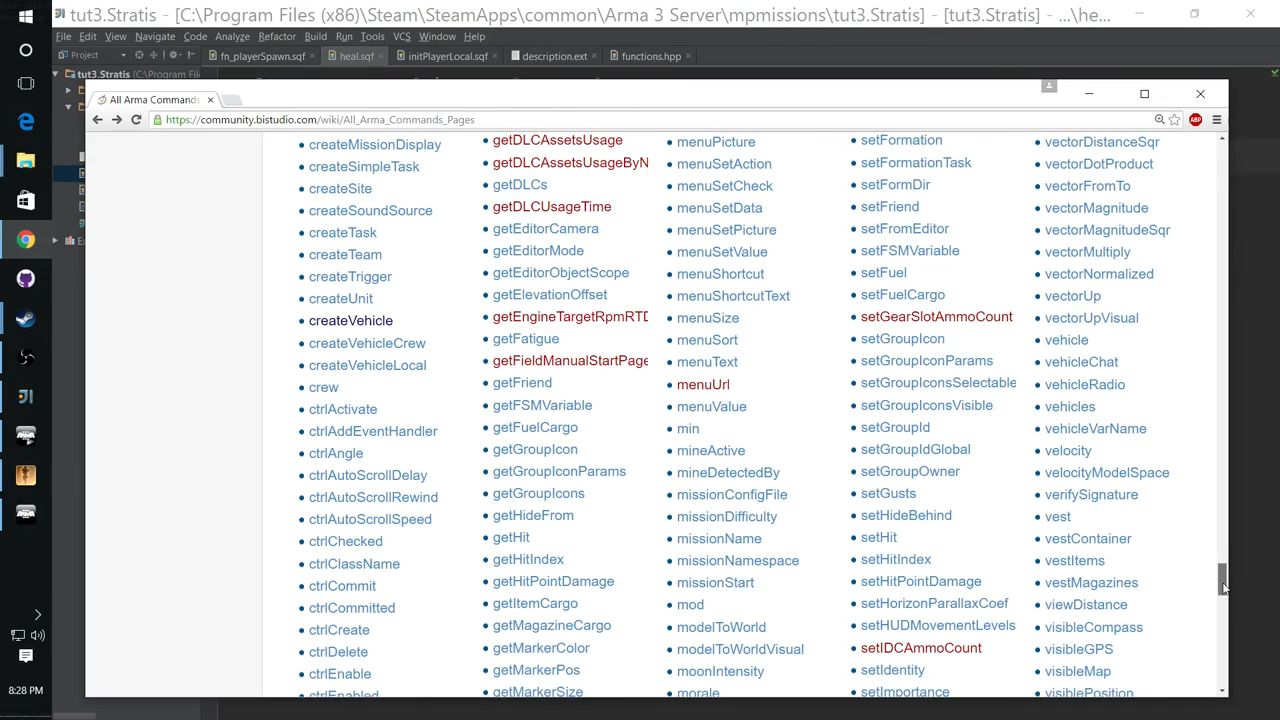 tut3.Stratis - [C:\Program Files (x86)\Steam\SteamApps\common\Arma 3 Server\mpmissions\tut3.Stratis] - [tut3.Stratis] - ...\he...
File Edit View Navigate Code Analyze Refactor Build Run Tools VCS Window Help
Project
fn_playerSpawn.sqf
heal.sqf
initPlayerLocal.sqf
description.ext
functions.hpp
tut3.Stratis (C:\Program Fil
All Arma Commands
ABP
https://community.bistudio.com/wiki/All_Arma_Commands_Pages
createMissionDisplay
createSimpleTask
createSite
createSoundSource
createTask
createTeam
createTrigger
createUnit
createVehicle
createVehicleCrew
createVehicleLocal
crew
ctrlActivate
ctrlAddEventHandler
ctrlAngle
ctrlAutoScrollDelay
ctrlAutoScrollRewind
ctrlAutoScrollSpeed
ctrlChecked
ctrlClassName
ctrlCommit
ctrlCommitted
ctrlCreate
ctrlDelete
ctrlEnable
ctrlEnabled
getDLCAssetsUsage
getDLCAssetsUsageByN
getDLCs
getDLCUsageTime
getEditorCamera
getEditorMode
getEditorObjectScope
getElevationOffset
getEngineTargetRpmRTD
getFatigue
getFieldManualStartPage
getFriend
getFSMVariable
getFuelCargo
getGroupIcon
getGroupIconParams
getGroupIcons
getHideFrom
getHit
getHitIndex
getHitPointDamage
getItemCargo
getMagazineCargo
getMarkerColor
getMarkerPos
getMarkerSize
menuPicture
menuSetAction
menuSetCheck
menuSetData
menuSetPicture
menuSetValue
menuShortcut
menuShortcutText
menuSize
menuSort
menuText
menuUrl
menuValue
min
mineActive
mineDetectedBy
missionConfigFile
missionDifficulty
missionName
missionNamespace
missionStart
mod
modelToWorld
modelToWorldVisual
moonIntensity
morale
setFormation
setFormationTask
setFormDir
setFriend
setFromEditor
setFSMVariable
setFuel
setFuelCargo
setGearSlotAmmoCount
setGroupIcon
setGroupIconParams
setGroupIconsSelectable
setGroupIconsVisible
setGroupId
setGroupIdGlobal
setGroupOwner
setGusts
setHideBehind
setHit
setHitIndex
setHitPointDamage
setHorizonParallaxCoef
setHUDMovementLevels
setIDCAmmoCount
setIdentity
setImportance
vectorDistanceSqr
vectorDotProduct
vectorFromTo
vectorMagnitude
vectorMagnitudeSqr
vectorMultiply
vectorNormalized
vectorUp
vectorUpVisual
vehicle
vehicleChat
vehicleRadio
vehicles
vehicleVarName
velocity
velocityModelSpace
verifySignature
vest
vestContainer
vestItems
vestMagazines
viewDistance
visibleCompass
visibleGPS
visibleMap
visiblePosition
8:28 PM